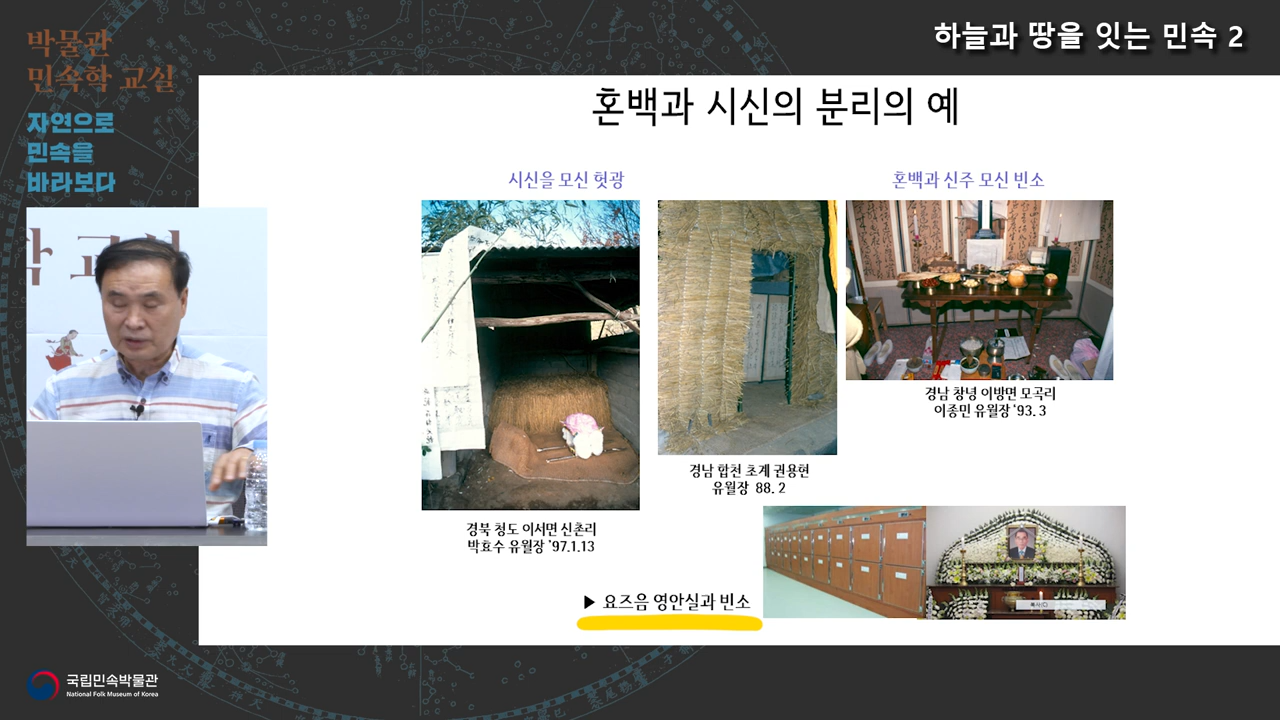 하늘과 땅을 잇는 민속 2
박물관
민속학 교실
자연으로
민속을
바라보다
혼백과 시신의 분리의 예
시신을 모신 헛광
혼백과 신주 모신 빈소
경남 창녕 이방면 모곡리
이종민 유월장 '93. 3
경남 합천 초계 권용현
유월장 88. 2
경북 청도 이서면 신촌리
박효수 유월장 '97.1.13
▶ 요즈음 영안실과 빈소
복사(C)
국립민속박물관
National Folk Museum of Korea